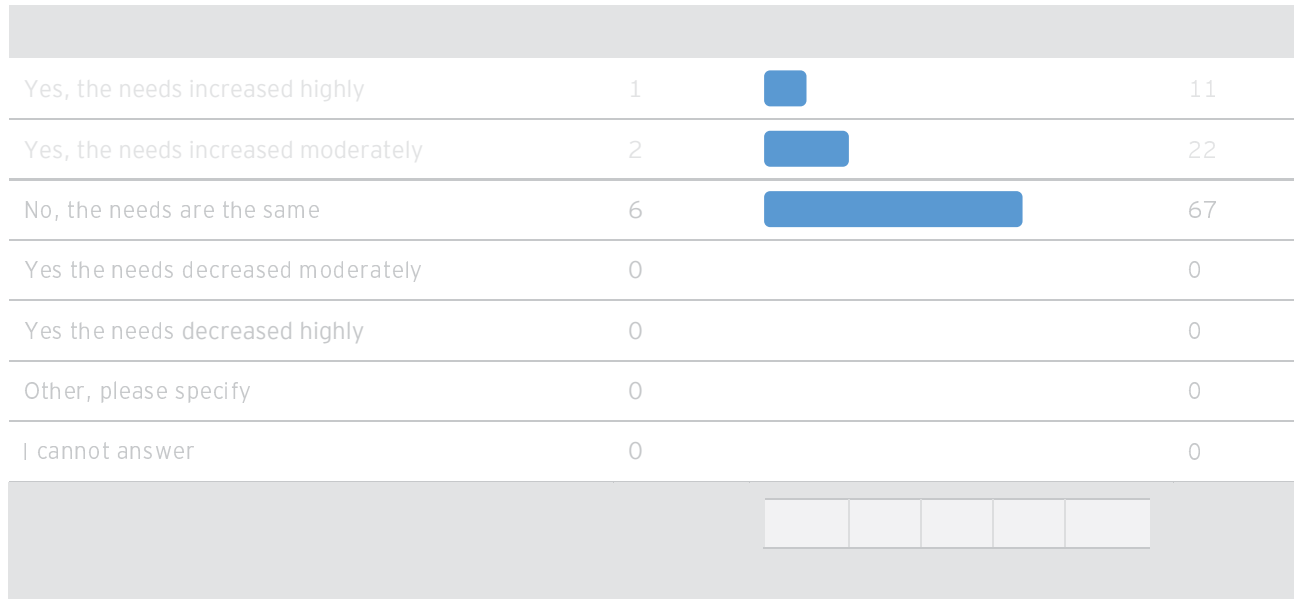 Yes, the needs increased highly 1 11
Yes, the needs increased moderately 2 22
No, the needs are the same 6 67
Yes the needs decreased moderately 0 0
Yes the needs decreased highly 0 0
Other, please specify 0 0
I cannot answer 0 0